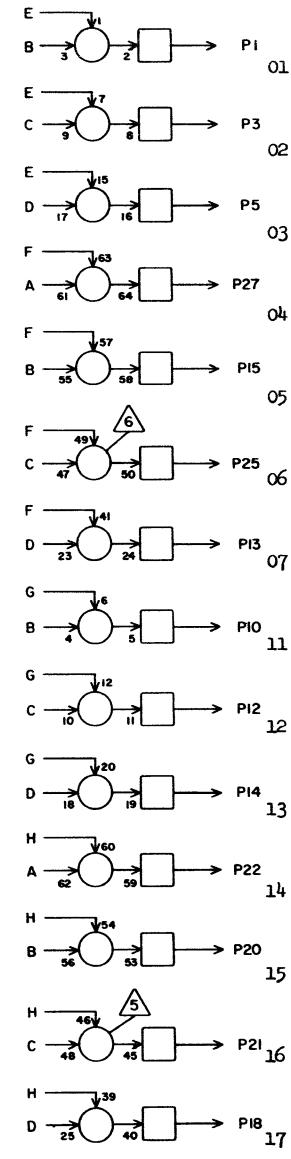 E 1
B 3 2 P1
01
E 7
C 9 8 P3
02
E 15
D 17 16 P5
03
F 63
A 61 64 P27
04
F 57
B 55 58 P15
05
6
F 49
C 47 50 P25
06
F 41
D 23 24 P13
07
G 6
B 4 5 P10
11
G 12
C 10 11 P12
12
G 20
D 18 19 P14
13
H 60
A 62 59 P22
14
H 54
B 56 53 P20
15
5
H 46
C 48 45 P21
16
H 39
D 25 40 P18
17